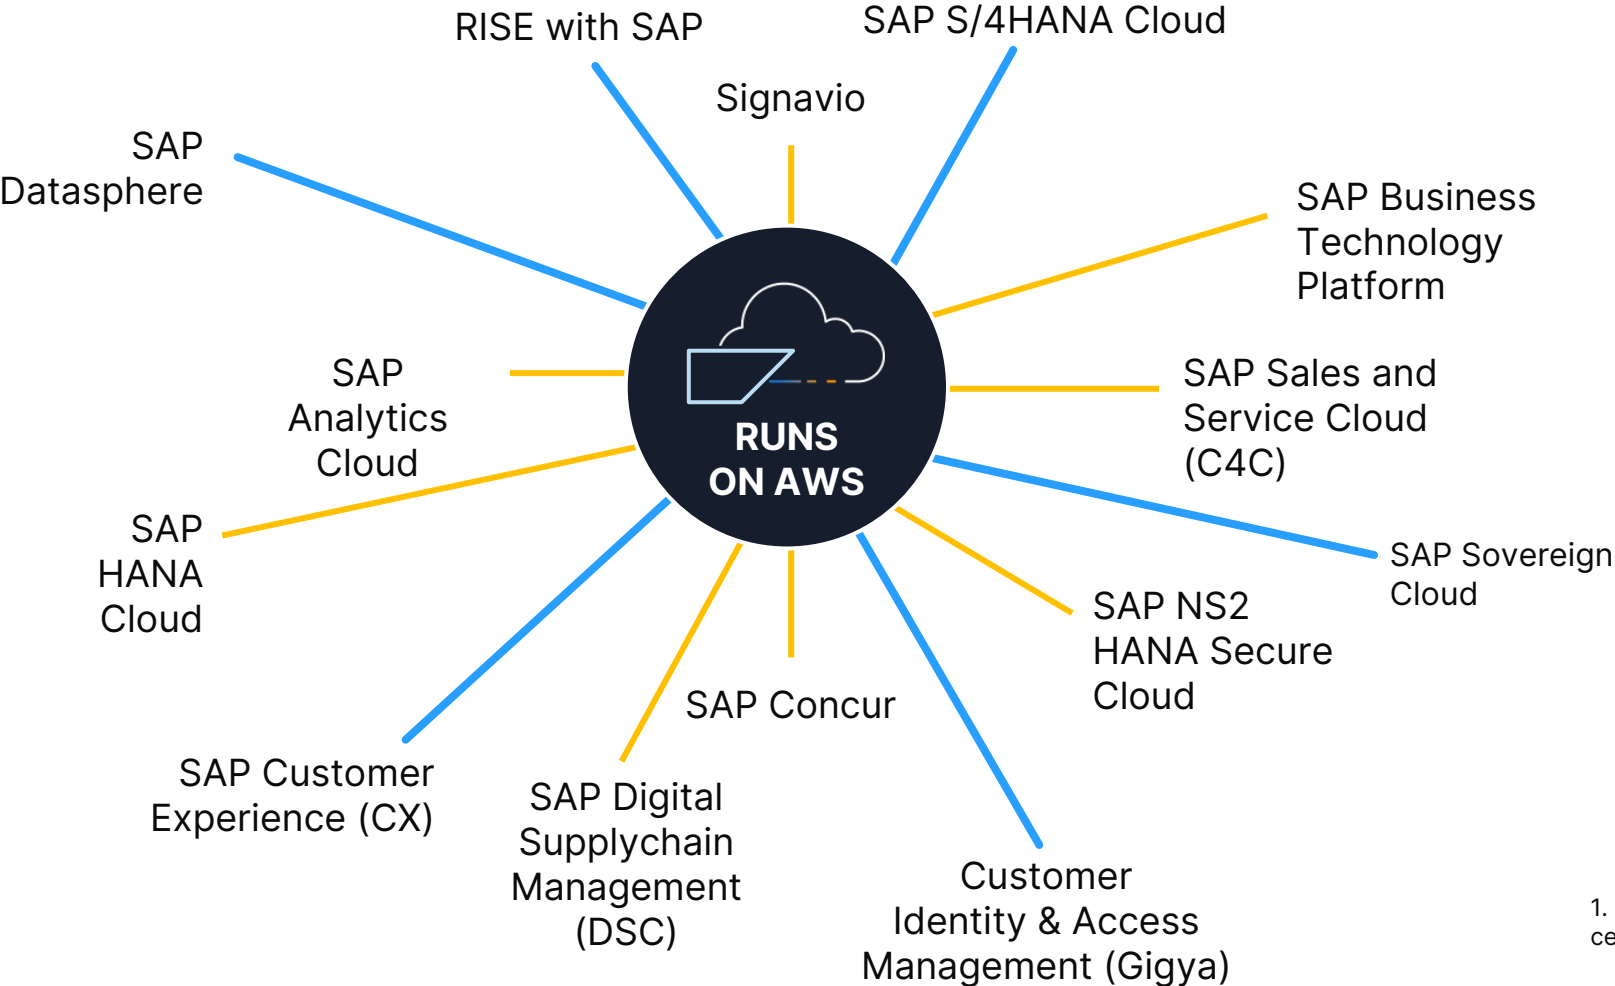 RISE with SAP
SAP S/4HANA Cloud
Signavio
SAP
Datasphere
SAP Business
Technology
Platform
SAP
Analytics
Cloud
SAP Sales and
Service Cloud
(C4C)
RUNS
ON AWS
SAP
HANA
Cloud
SAP Sovereign
Cloud
SAP NS2
HANA Secure
Cloud
SAP Concur
SAP Customer
Experience (CX)
SAP Digital
Supplychain
Management
(DSC)
Customer
Identity & Access
Management (Gigya)
1.